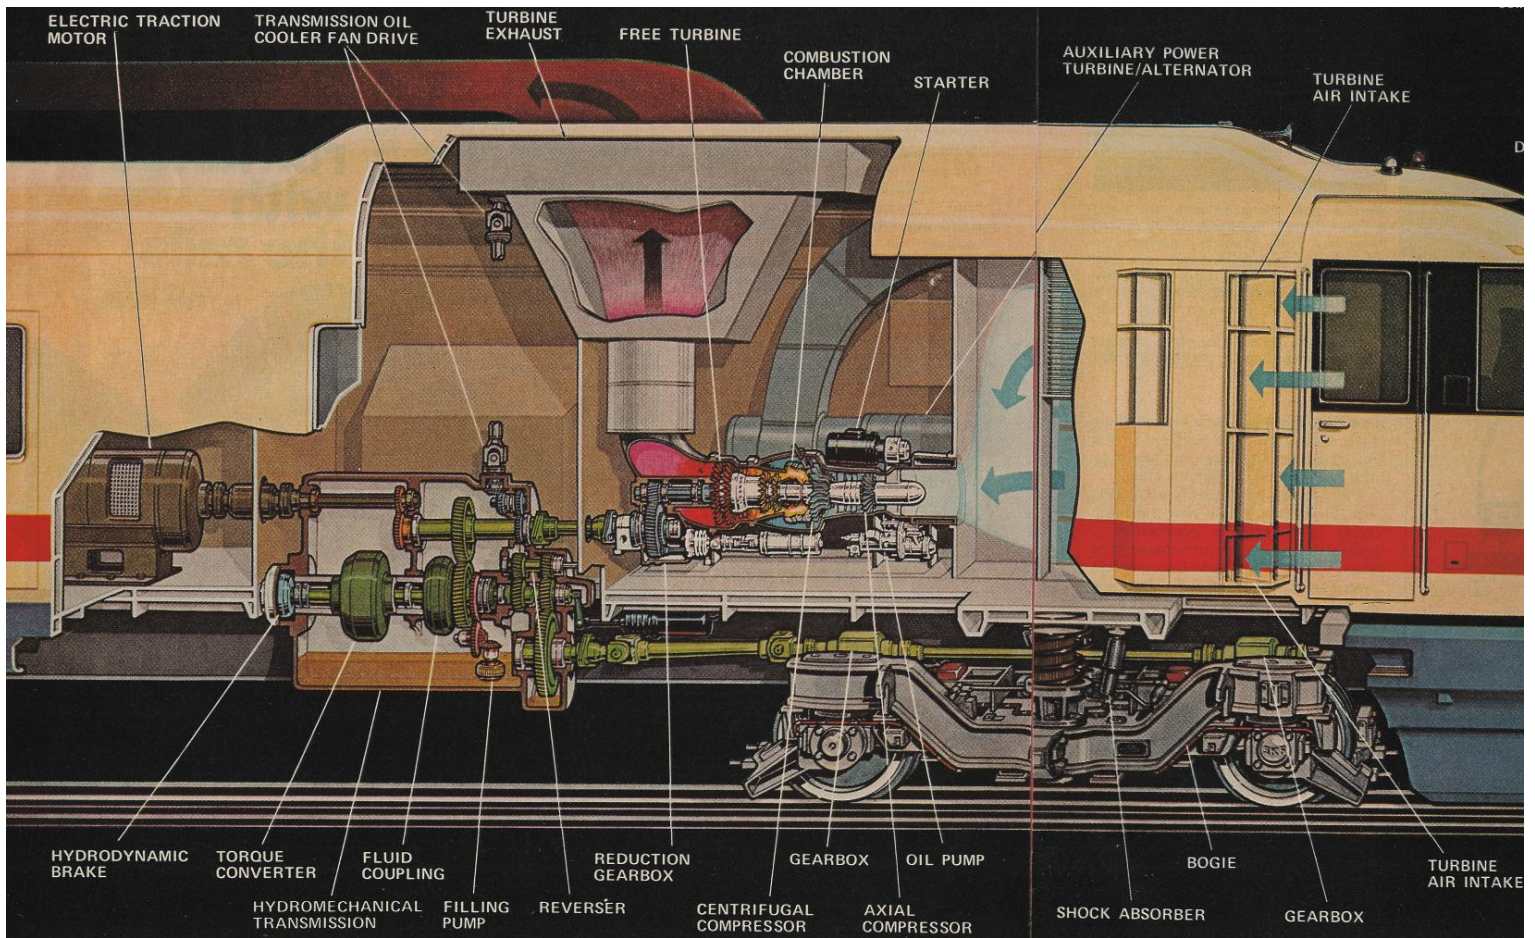 ELECTRIC TRACTION
MOTOR
TRANSMISSION OIL
COOLER FAN DRIVE
TURBINE
EXHAUST
FREE TURBINE
COMBUSTION
CHAMBER
STARTER
AUXILIARY POWER
TURBINE/ALTERNATOR
TURBINE
AIR INTAKE
D
HYDRODYNAMIC
BRAKE
TORQUE
CONVERTER
FLUID
COUPLING
REDUCTION
GEARBOX
GEARBOX
OIL PUMP
BOGIE
TURBINE
AIR INTAKE
HYDROMECHANICAL
TRANSMISSION
FILLING
PUMP
REVERSER
CENTRIFUGAL
COMPRESSOR
AXIAL
COMPRESSOR
SHOCK ABSORBER
GEARBOX